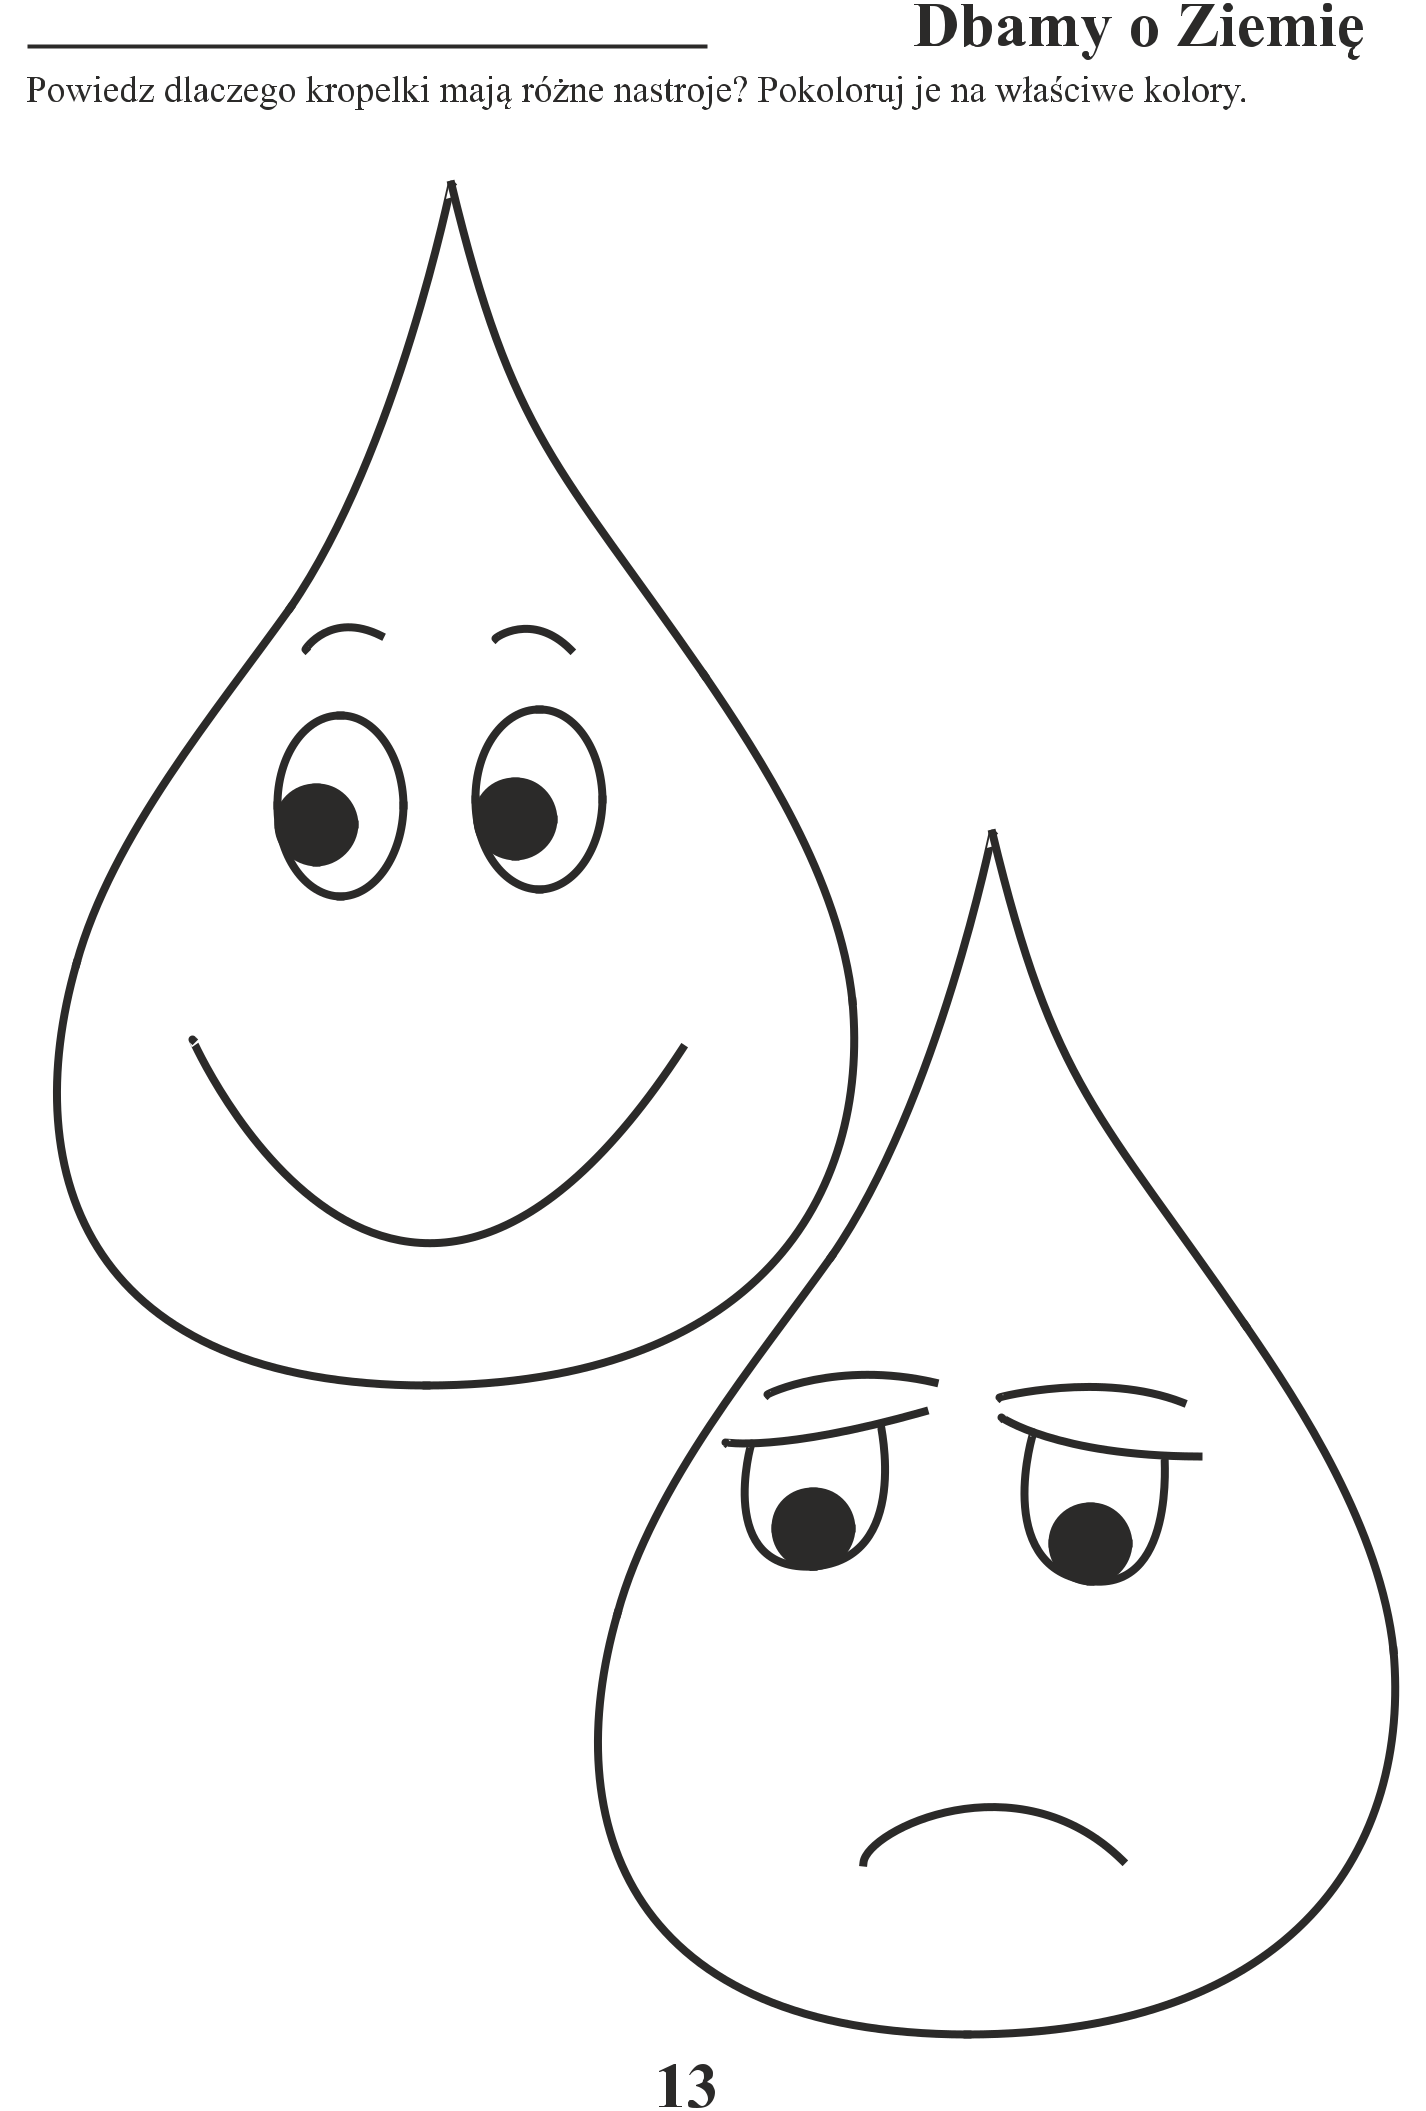 Dbamy o Ziemię
Powiedz dlaczego kropelki mają różne nastroje? Pokoloruj je na właściwe kolory.
13